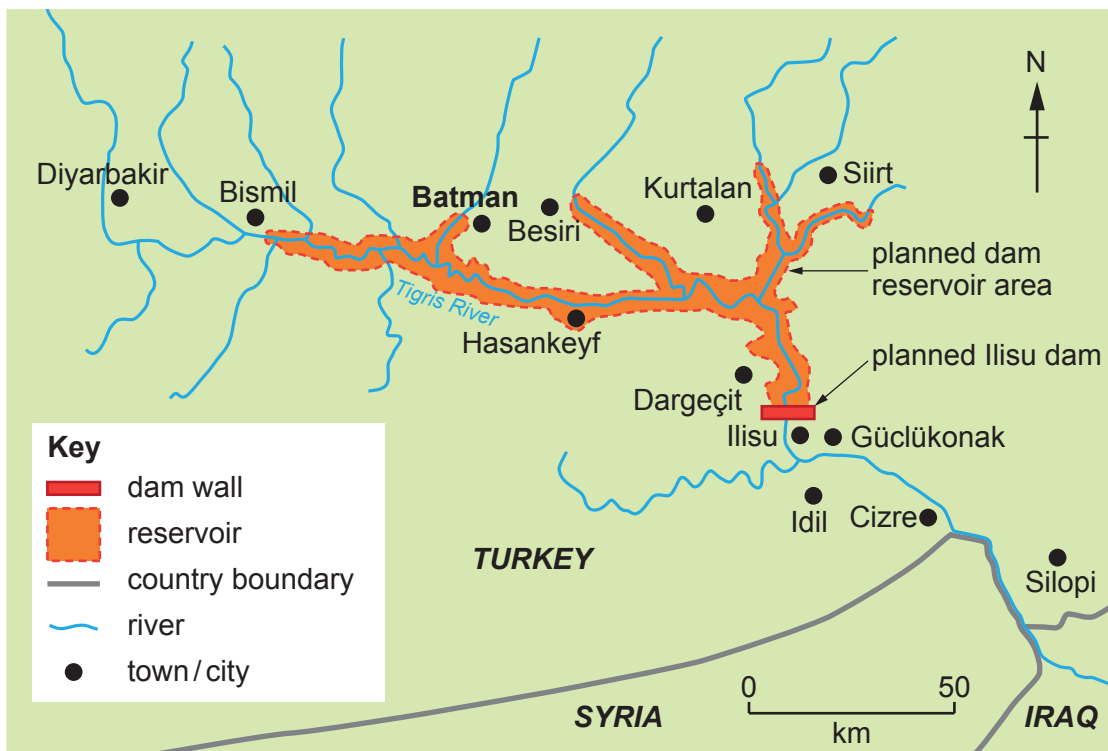 N
Diyarbakir
Bismil
Batman
Besiri
Kurtalan
Siirt
planned dam
reservoir area
Tigris River
Hasankeyf
planned Ilisu dam
Dargeçit
Ilisu
Güclükonak
Key
dam wall
reservoir
country boundary
river
town/city
Idil
Cizre
TURKEY
Silopi
0
50
km
SYRIA
IRAQ